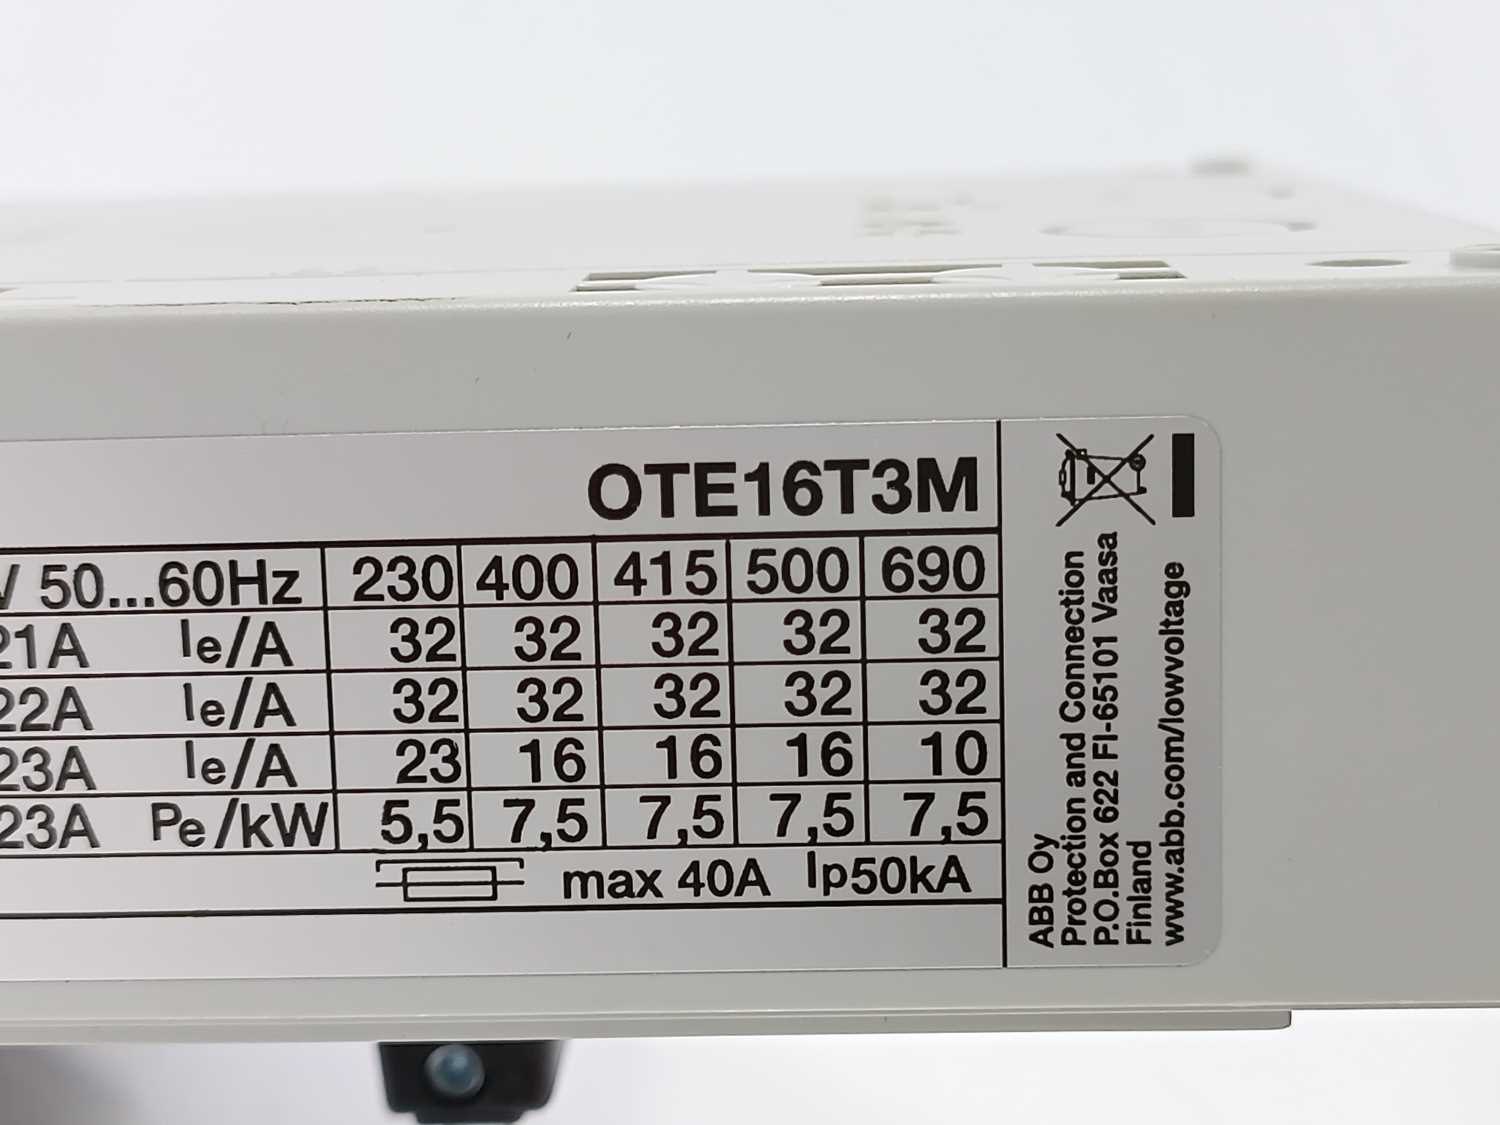 OTE16T3M
V 50...60Hz 230 400 415 500 690
21A Ie/A 32 32 32 32 32
22A Ie/A 32 32 32 32 32
23A Ie/A 23 16 16 16 10
23A Pe/kW 5,5 7,5 7,5 7,5 7,5
max 40A Ip50kA
ABB Oy
Protection and Connection
P.O.Box 622 FI-65101 Vaasa
Finland
www.abb.com/lowvoltage